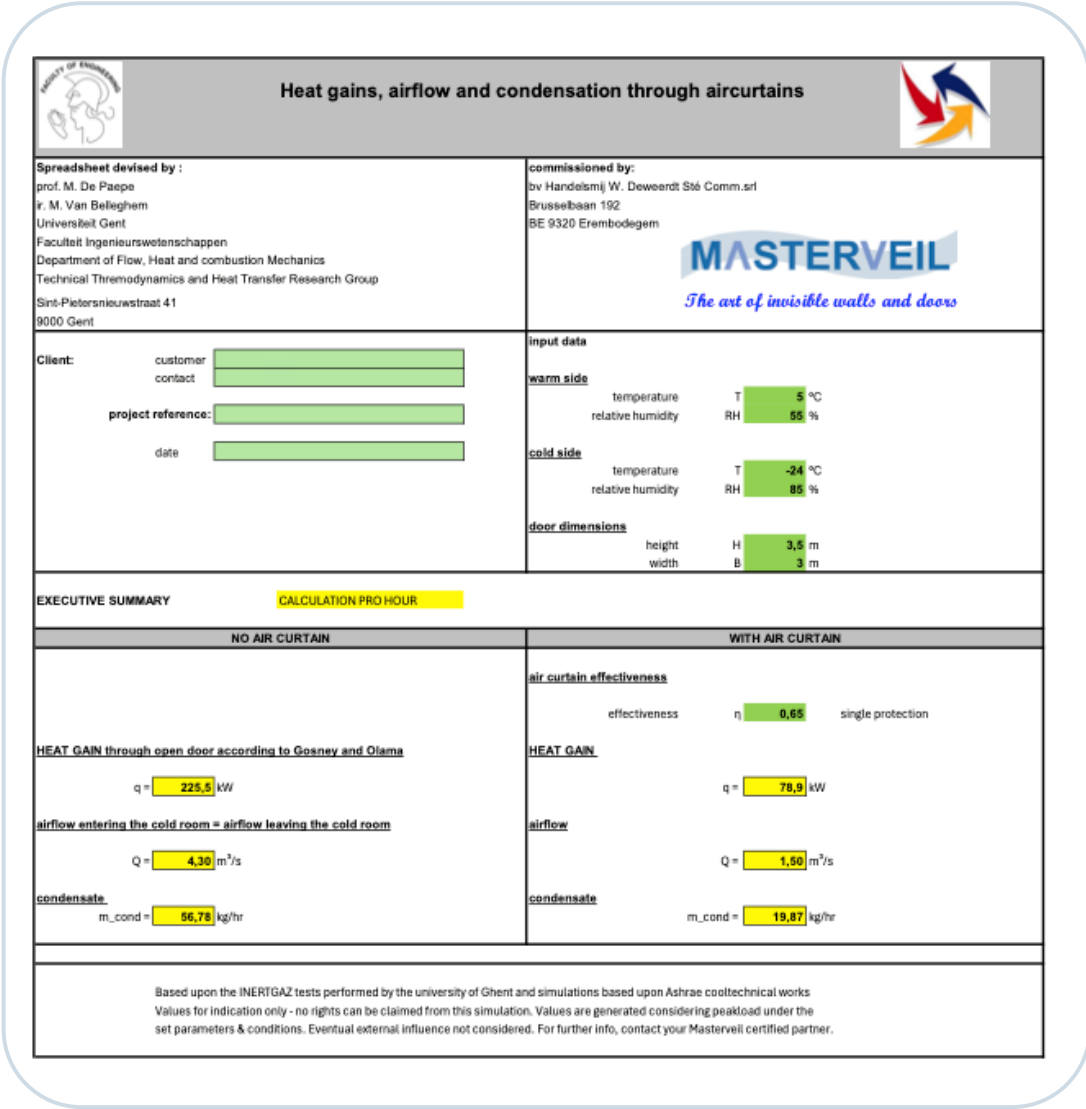 FACULTY OF ENGINEERING
Heat gains, airflow and condensation through aircurtains
Spreadsheet devised by :
prof. M. De Paepe
ir. M. Van Belleghem
Universiteit Gent
Faculteit Ingenieurswetenschappen
Department of Flow, Heat and combustion Mechanics
Technical Thremodynamics and Heat Transfer Research Group
Sint-Pietersnieuwstraat 41
9000 Gent
commissioned by:
bv Handelsmij W. Deweerdt Sté Comm.srl
Brusselbaan 192
BE 9320 Erembodegem
MASTERVEIL
The art of invisible walls and doors
Client:
customer
contact
project reference:
date
input data
warm side
temperature T 5 ºC
relative humidity RH 55 %
cold side
temperature T -24 ºC
relative humidity RH 85 %
door dimensions
height H 3,5 m
width B 3 m
EXECUTIVE SUMMARY CALCULATION PRO HOUR
NO AIR CURTAIN
HEAT GAIN through open door according to Gosney and Olama
q = 225,5 kW
airflow entering the cold room = airflow leaving the cold room
Q = 4,30 m³/s
condensate
m_cond = 56,78 kg/hr
WITH AIR CURTAIN
air curtain effectiveness
effectiveness η 0,65 single protection
HEAT GAIN
q = 78,9 kW
airflow
Q = 1,50 m³/s
condensate
m_cond = 19,87 kg/hr
Based upon the INERTGAZ tests performed by the university of Ghent and simulations based upon Ashrae cooltechnical works
Values for indication only - no rights can be claimed from this simulation. Values are generated considering peakload under the
set parameters & conditions. Eventual external influence not considered. For further info, contact your Masterveil certified partner.